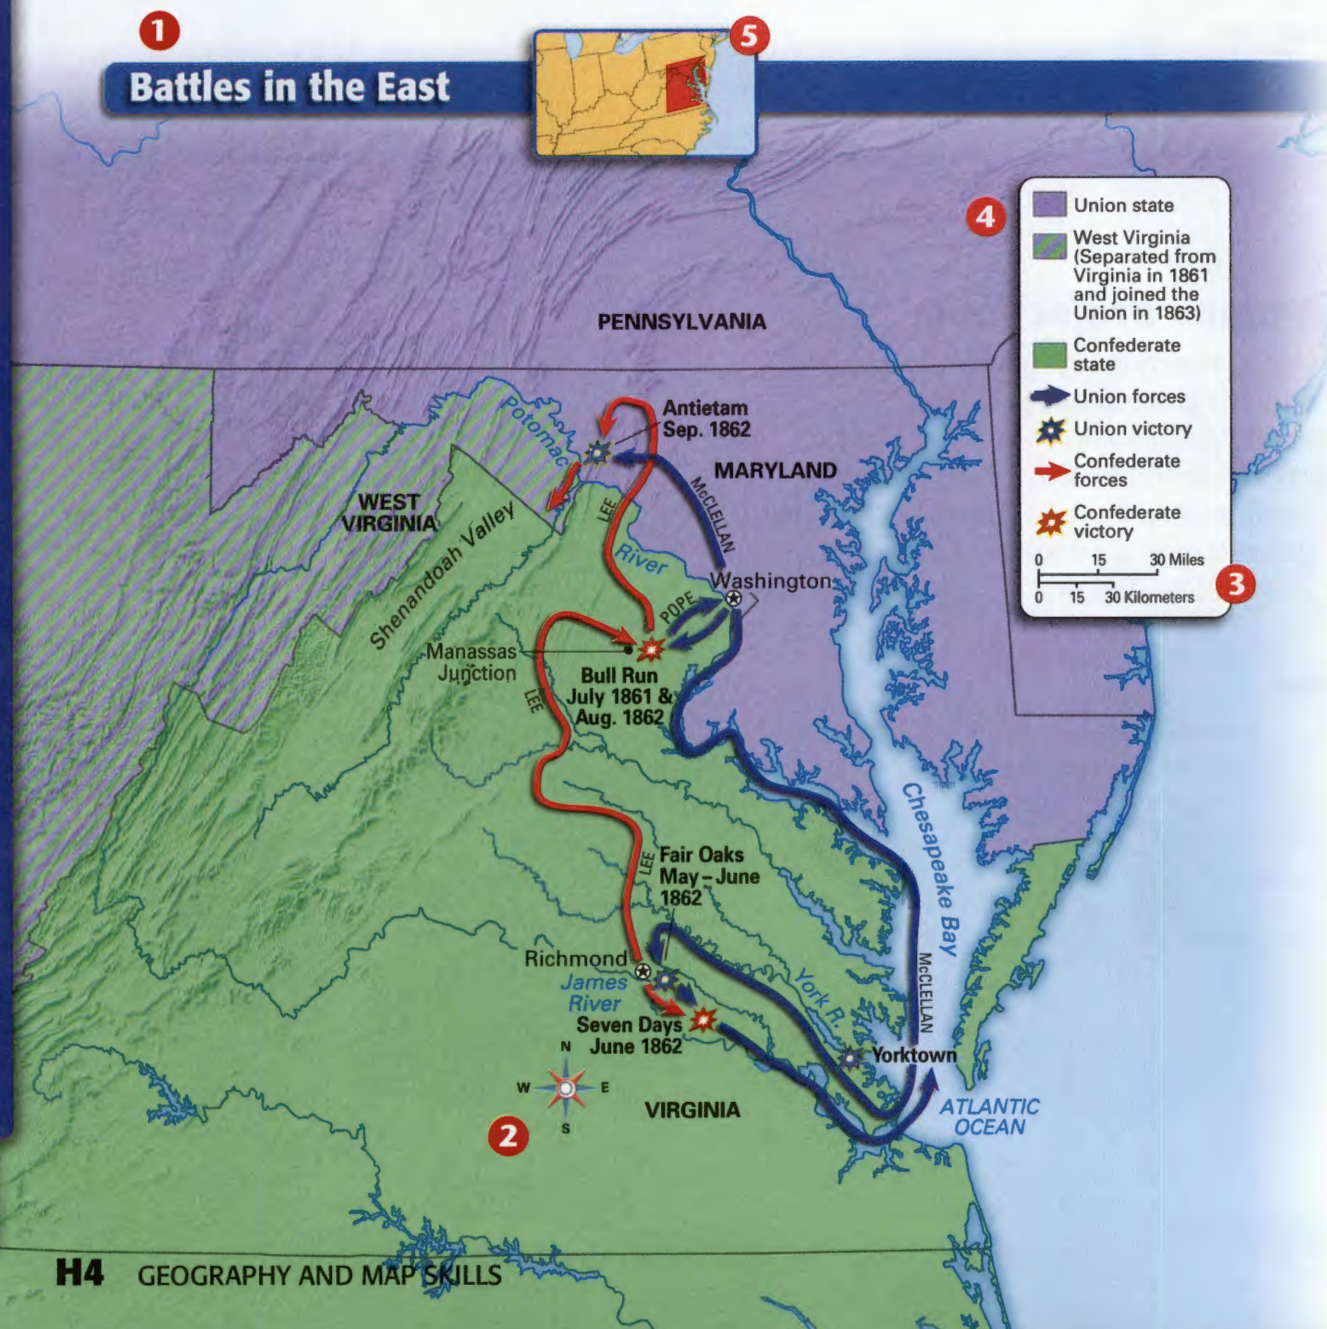 1
5
Battles in the East
4
Union state
West Virginia
(Separated from
Virginia in 1861
and joined the
Union in 1863)
Confederate
state
Union forces
Union victory
Confederate
forces
Confederate
victory
0 15 30 Miles
0 15 30 Kilometers
3
PENNSYLVANIA
Antietam
Sep. 1862
Potomac
MARYLAND
McCLELLAN
WEST
VIRGINIA
LEE
Shenandoah Valley
River
Washington
POPE
Manassas
Junction
Bull Run
July 1861 &
Aug. 1862
LEE
Chesapeake Bay
LEE
Fair Oaks
May–June
1862
Richmond
James
River
York R.
McCLELLAN
Seven Days
June 1862
Yorktown
N
W E
S
VIRGINIA
ATLANTIC
OCEAN
2
H4 GEOGRAPHY AND MAP SKILLS